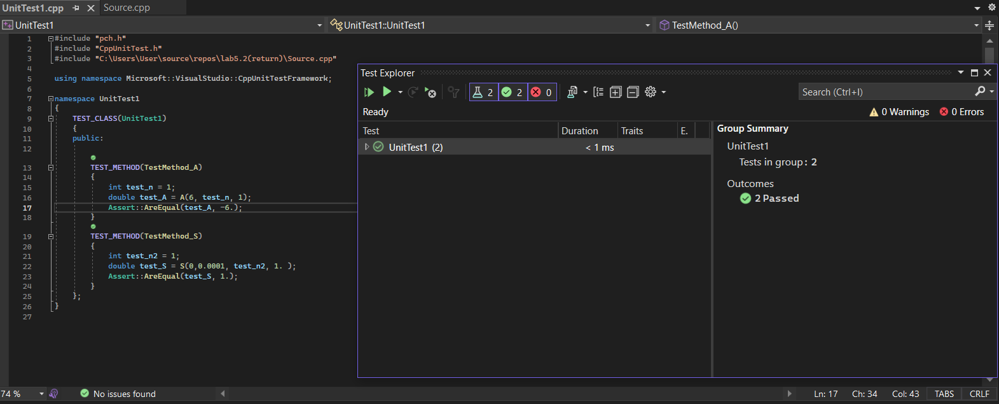 UnitTest1.cpp
Source.cpp
UnitTest1
UnitTest1::UnitTest1
TestMethod_A()
1 #include "pch.h"
2 #include "CppUnitTest.h"
3 #include "C:\Users\User\source\repos\lab5.2(return)\Source.cpp"
4
5 using namespace Microsoft::VisualStudio::CppUnitTestFramework;
6
7 namespace UnitTest1
8 {
9 TEST_CLASS(UnitTest1)
10 {
11 public:
12
13 TEST_METHOD(TestMethod_A)
14 {
15 int test_n = 1;
16 double test_A = A(6, test_n, 1);
17 Assert::AreEqual(test_A, -6.);
18 }
19 TEST_METHOD(TestMethod_S)
20 {
21 int test_n2 = 1;
22 double test_S = S(0,0.0001, test_n2, 1. );
23 Assert::AreEqual(test_S, 1.);
24 }
25 };
26 }
27
Test Explorer
2 2 0
Search (Ctrl+I)
Ready
0 Warnings 0 Errors
Test Duration Traits E.
UnitTest1 (2) < 1 ms
Group Summary
UnitTest1
Tests in group: 2
Outcomes
2 Passed
74 % No issues found Ln: 17 Ch: 34 Col: 43 TABS CRLF